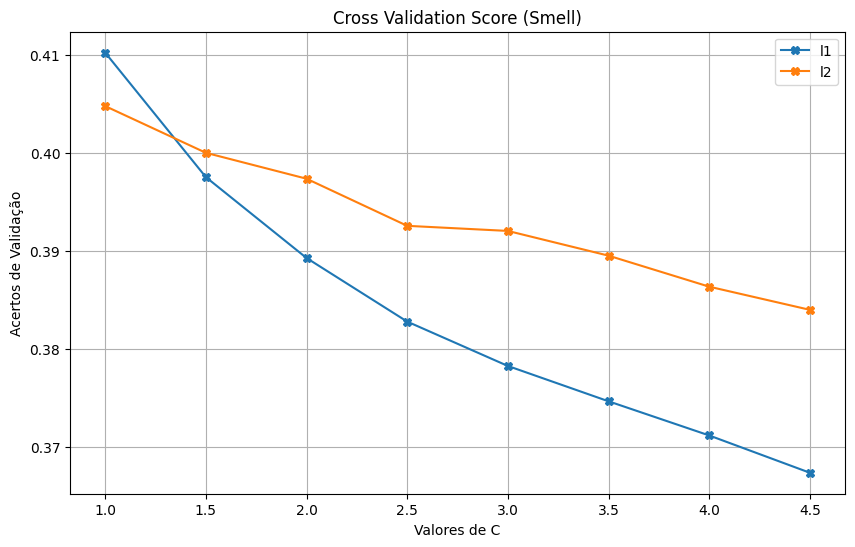 Cross Validation Score (Smell)
l1
l2
0.41
0.40
0.39
0.38
0.37
Acertos de Validação
1.0 1.5 2.0 2.5 3.0 3.5 4.0 4.5
Valores de C